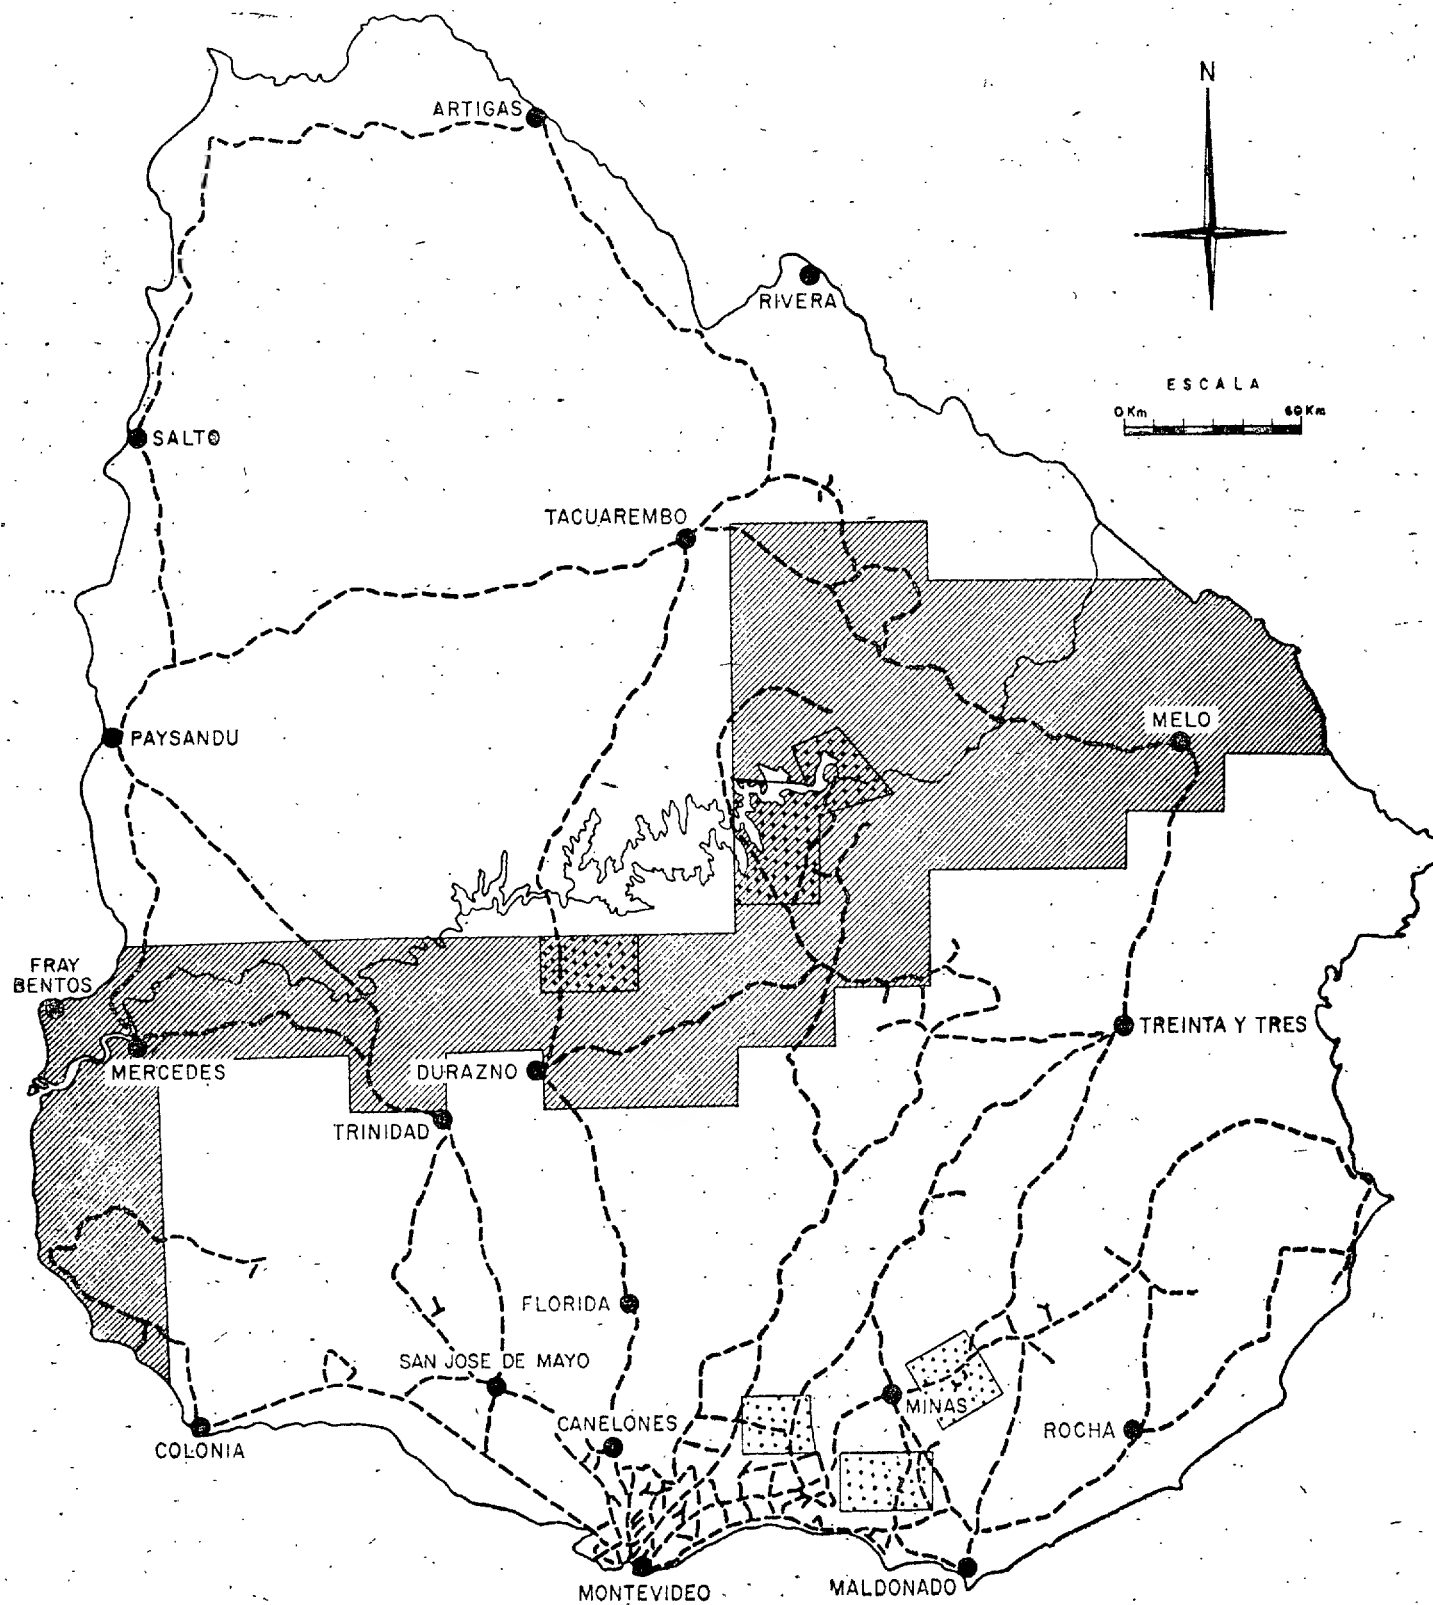 N
ARTIGAS
RIVERA
ESCALA
0 Km
60 Km
SALTO
TACUAREMBO
PAYSANDU
MELO
FRAY
BENTOS
TREINTA Y TRES
MERCEDES
DURAZNO
TRINIDAD
FLORIDA
SAN JOSE DE MAYO
MINAS
CANELONES
ROCHA
COLONIA
MONTEVIDEO
MALDONADO